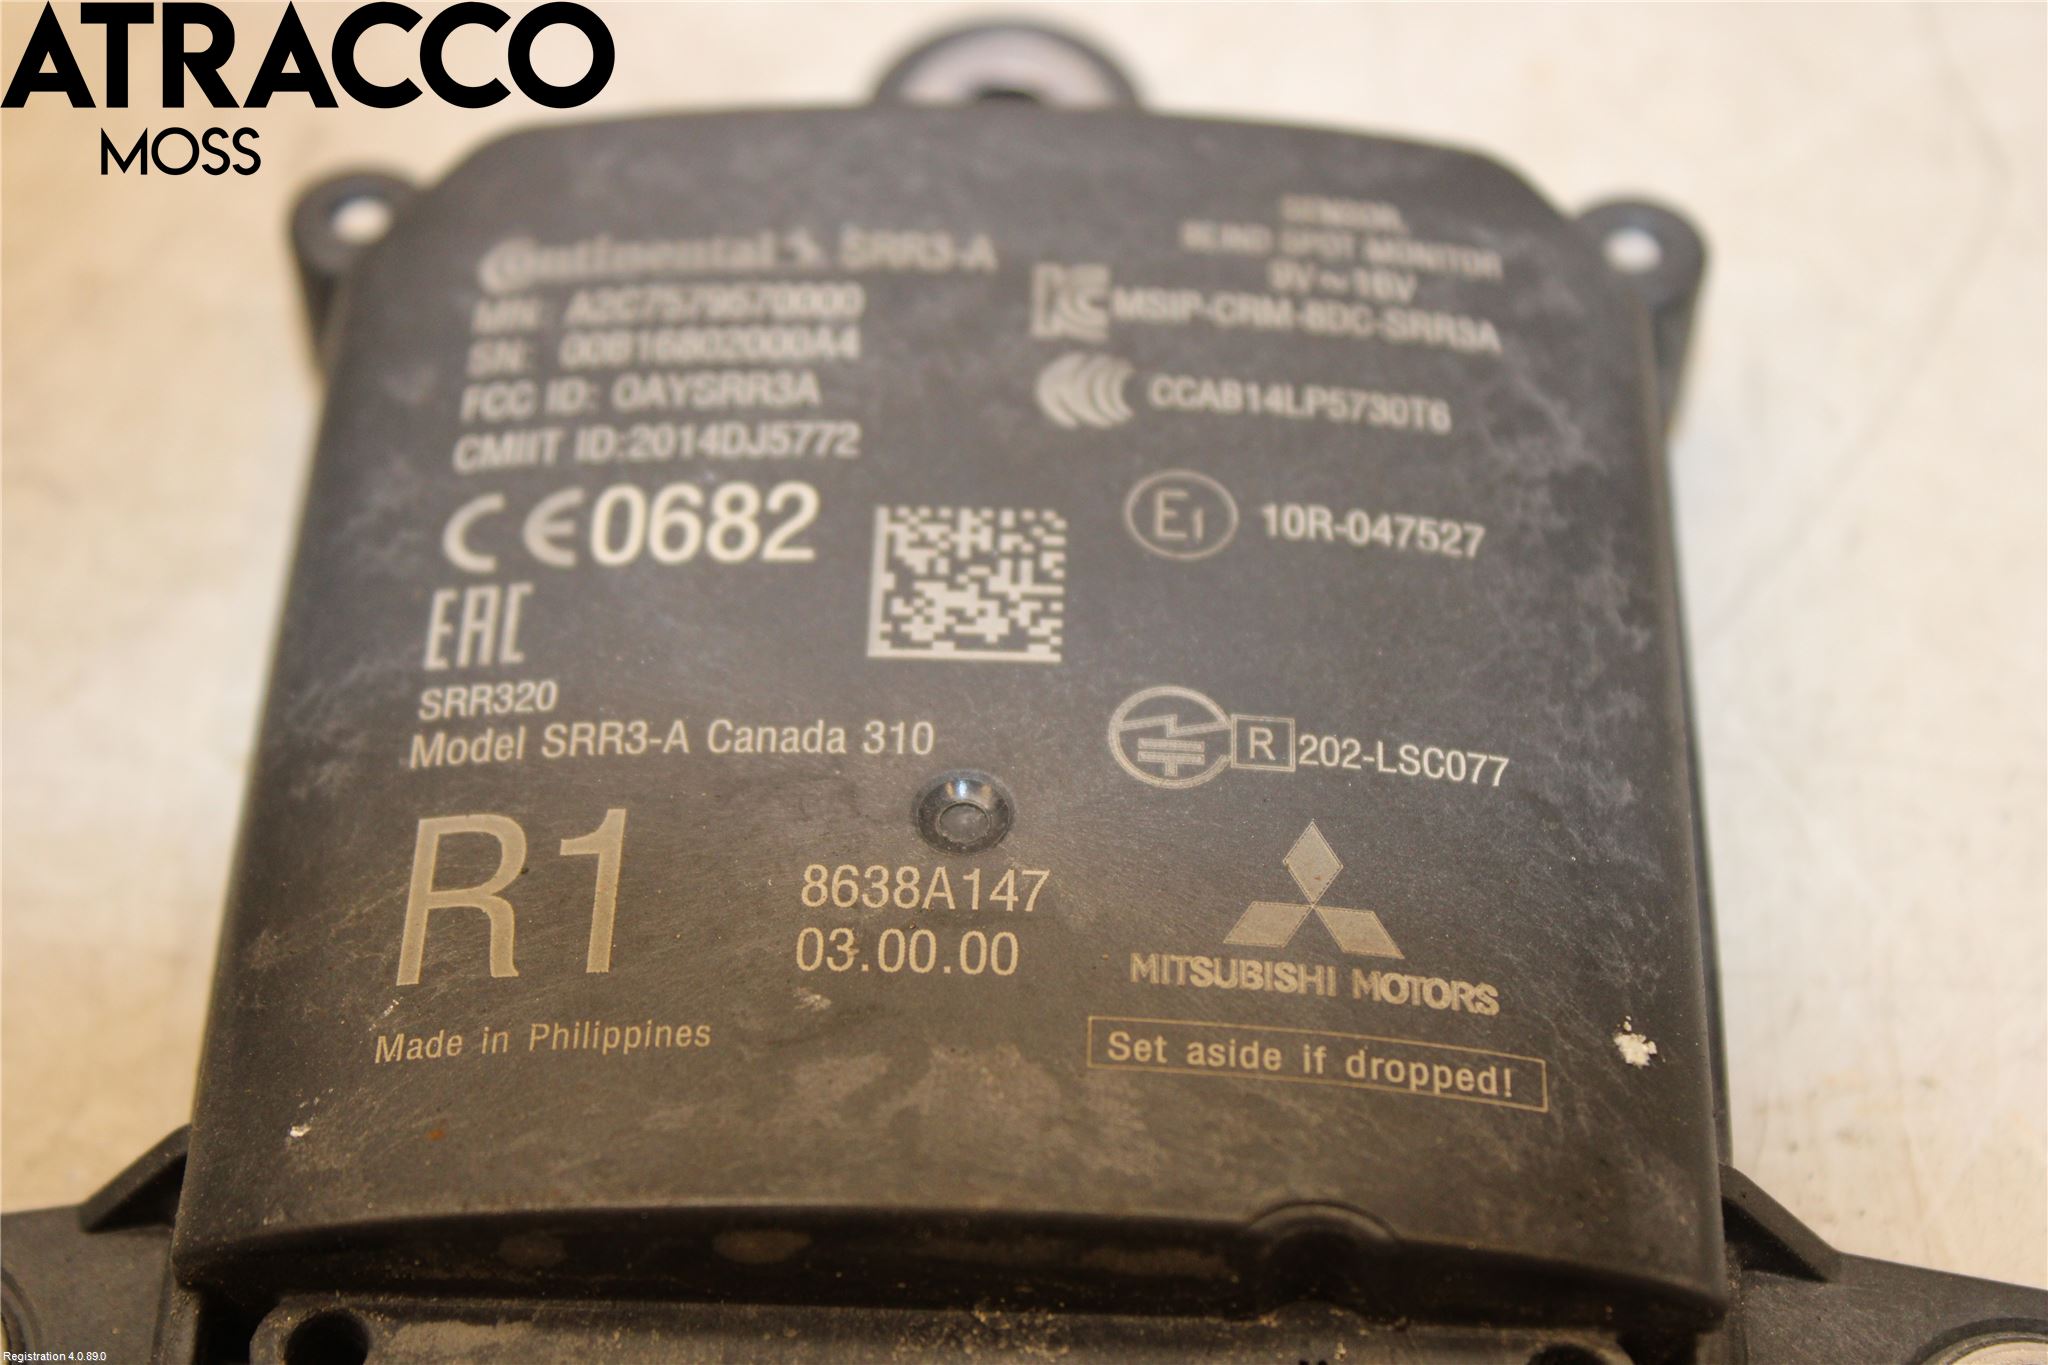 ATRACCO
MOSS
Continental SRR3-A
MN: A2C7579570000
SN: 00B16802000A4
FCC ID: OAYSRR3A
CMIIT ID:2014DJ5772
CE0682
EAC
SRR320
Model SRR3-A Canada 310
R1
Made in Philippines
SENSOR,
BLIND SPOT MONITOR
9V~16V
MSIP-CRM-8DC-SRR3A
CCAB14LP5730T6
E1 10R-047527
R 202-LSC077
8638A147
03.00.00
MITSUBISHI MOTORS
Set aside if dropped!
Registration 4.0.89.0